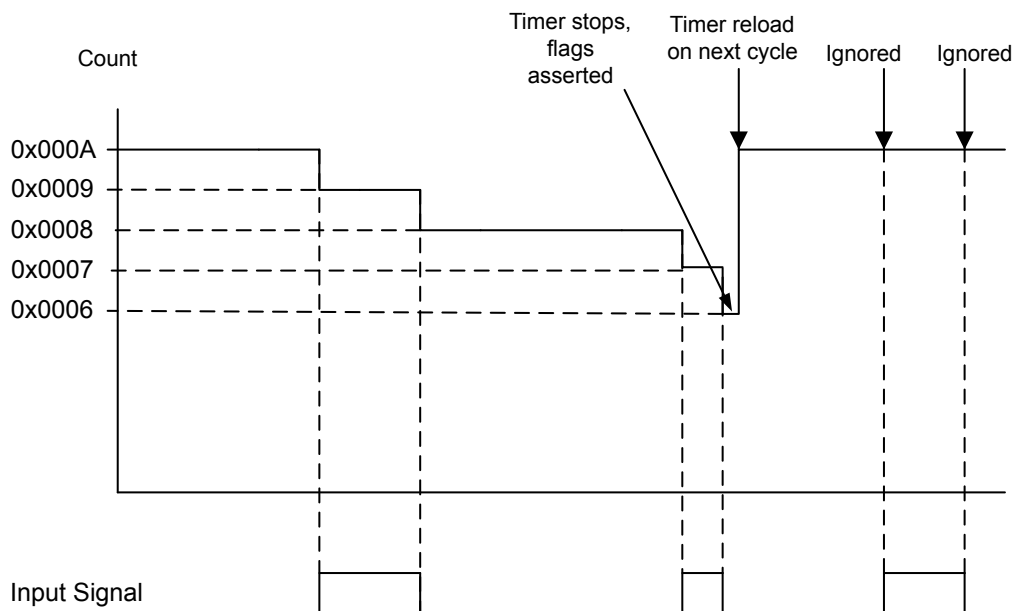 Timer stops,
flags
asserted
Timer reload
on next cycle
Ignored
Ignored
Count
0x000A
0x0009
0x0008
0x0007
0x0006
Input Signal